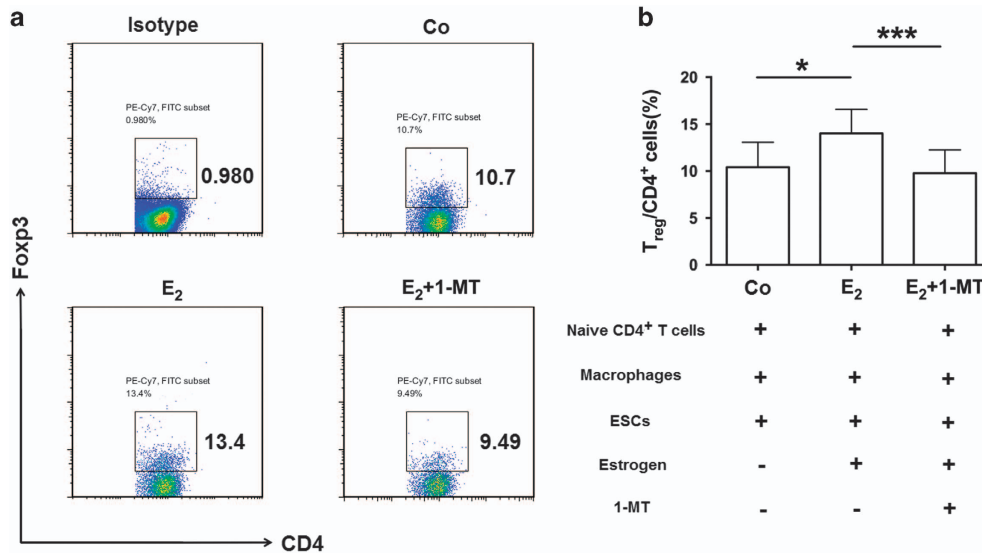 a
Isotype
Co
PE-Cy7, FITC subset
0.980%
0.980
PE-Cy7, FITC subset
10.7%
10.7
E₂
E₂+1-MT
PE-Cy7, FITC subset
13.4%
13.4
PE-Cy7, FITC subset
9.49%
9.49
Foxp3
CD4
b
*
***
Treg/CD4⁺ cells(%)
20
15
10
5
0
Co E₂ E₂+1-MT
Naive CD4⁺ T cells + + +
Macrophages + + +
ESCs + + +
Estrogen - + +
1-MT - - +